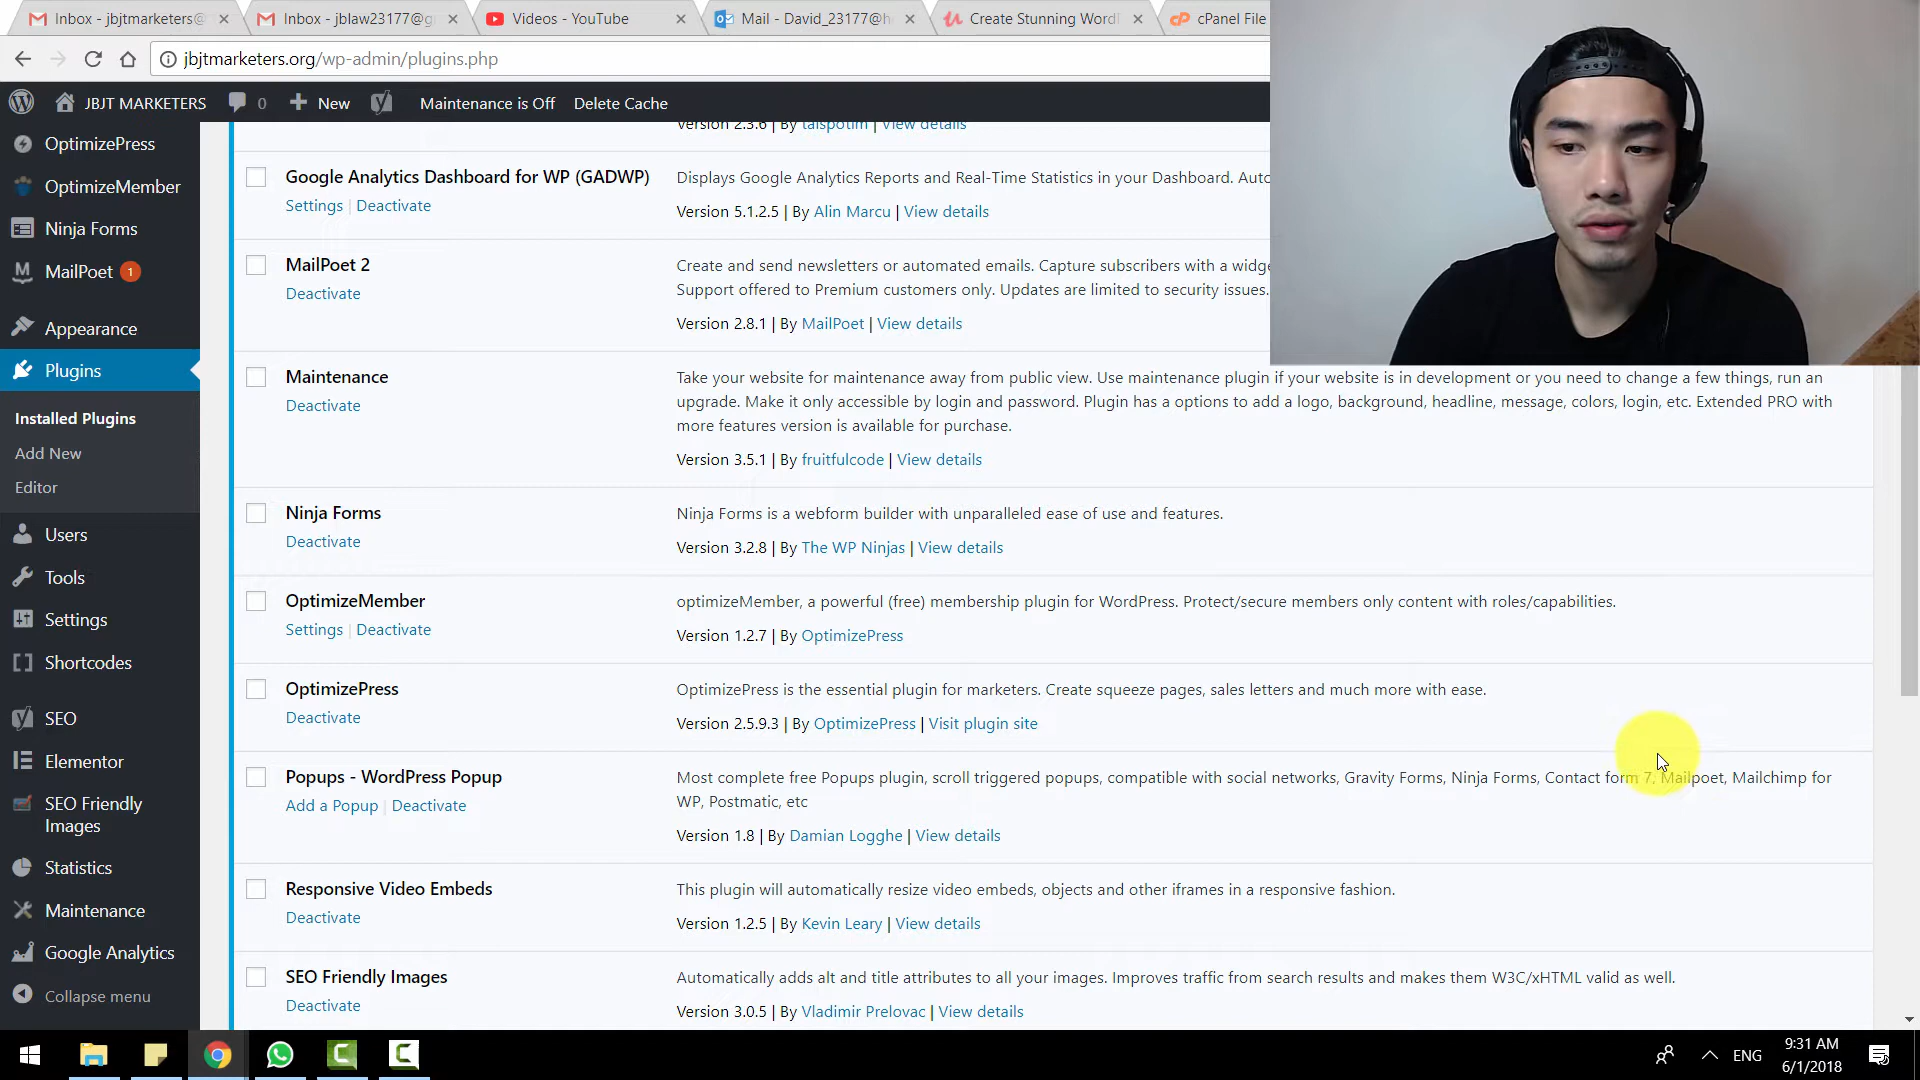 Inbox - jbjtmarketers@
Inbox - jblaw23177@g
Videos - YouTube
Mail - David_23177@h
Create Stunning Word
cPanel File
jbjtmarketers.org/wp-admin/plugins.php
JBJT MARKETERS
0
New
Maintenance is Off
Delete Cache
OptimizePress
OptimizeMember
Ninja Forms
MailPoet 1
Appearance
Plugins
Installed Plugins
Add New
Editor
Users
Tools
Settings
Shortcodes
SEO
Elementor
SEO Friendly
Images
Statistics
Maintenance
Google Analytics
Collapse menu
Version 2.3.6 | By talspotim | View details
Google Analytics Dashboard for WP (GADWP)
Settings | Deactivate
Displays Google Analytics Reports and Real-Time Statistics in your Dashboard. Auto
Version 5.1.2.5 | By Alin Marcu | View details
MailPoet 2
Deactivate
Create and send newsletters or automated emails. Capture subscribers with a widge
Support offered to Premium customers only. Updates are limited to security issues.
Version 2.8.1 | By MailPoet | View details
Maintenance
Deactivate
Take your website for maintenance away from public view. Use maintenance plugin if your website is in development or you need to change a few things, run an
upgrade. Make it only accessible by login and password. Plugin has a options to add a logo, background, headline, message, colors, login, etc. Extended PRO with
more features version is available for purchase.
Version 3.5.1 | By fruitfulcode | View details
Ninja Forms
Deactivate
Ninja Forms is a webform builder with unparalleled ease of use and features.
Version 3.2.8 | By The WP Ninjas | View details
OptimizeMember
Settings | Deactivate
optimizeMember, a powerful (free) membership plugin for WordPress. Protect/secure members only content with roles/capabilities.
Version 1.2.7 | By OptimizePress
OptimizePress
Deactivate
OptimizePress is the essential plugin for marketers. Create squeeze pages, sales letters and much more with ease.
Version 2.5.9.3 | By OptimizePress | Visit plugin site
Popups - WordPress Popup
Add a Popup | Deactivate
Most complete free Popups plugin, scroll triggered popups, compatible with social networks, Gravity Forms, Ninja Forms, Contact form 7, Mailpoet, Mailchimp for
WP, Postmatic, etc
Version 1.8 | By Damian Logghe | View details
Responsive Video Embeds
Deactivate
This plugin will automatically resize video embeds, objects and other iframes in a responsive fashion.
Version 1.2.5 | By Kevin Leary | View details
SEO Friendly Images
Deactivate
Automatically adds alt and title attributes to all your images. Improves traffic from search results and makes them W3C/xHTML valid as well.
Version 3.0.5 | By Vladimir Prelovac | View details
ENG
9:31 AM
6/1/2018